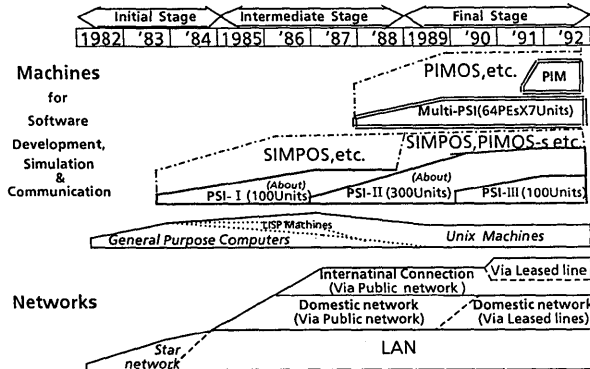 Initial Stage Intermediate Stage Final Stage
1982 '83 '84 1985 '86 '87 '88 1989 '90 '91 '92
Machines
for
Software
Development,
Simulation
&
Communication
PIMOS,etc.
PIM
Multi-PSI(64PEsX7Units)
SIMPOS,etc.
SIMPOS,PIMOS-s etc
(About)
PSI-I (100Units)
(About)
PSI-II (300Units)
PSI-III (100Units)
LISP Machines
General Purpose Computers
Unix Machines
Networks
Internatinal Connection
(Via Public network )
Via Leased line
Domestic network
(Via Public network)
Domestic network
(Via Leased lines)
Star
network
LAN